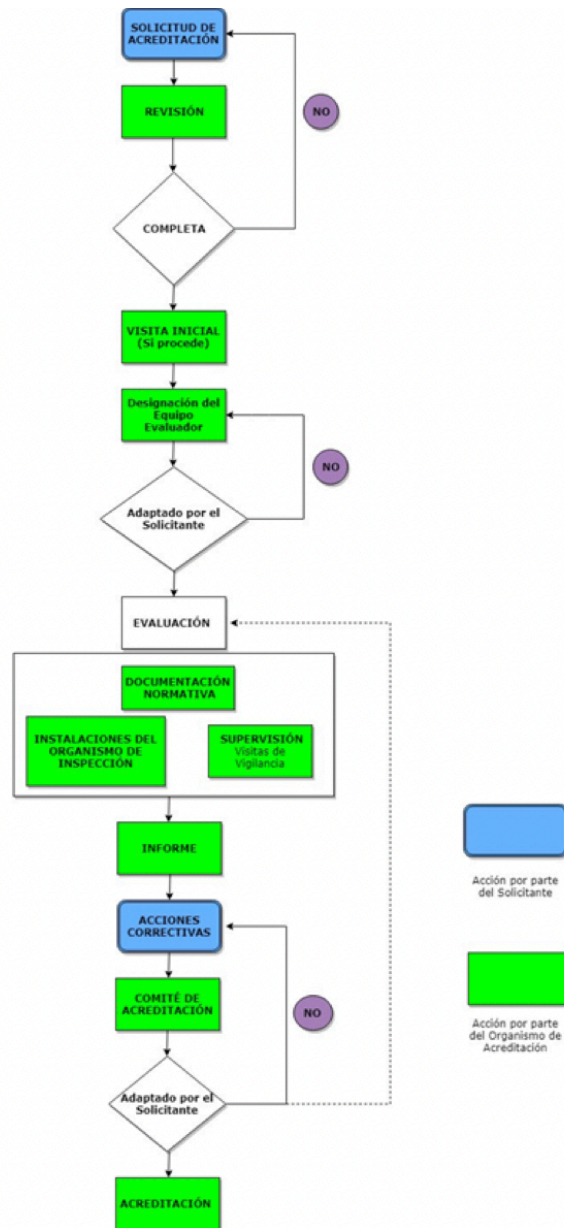 SOLICITUD DE
ACREDITACIÓN
REVISIÓN
NO
COMPLETA
VISITA INICIAL
(Si procede)
Designación del
Equipo
Evaluador
NO
Adaptado por el
Solicitante
EVALUACIÓN
DOCUMENTACIÓN
NORMATIVA
INSTALACIONES DEL
ORGANISMO DE
INSPECCIÓN
SUPERVISIÓN
Visitas de
Vigilancia
INFORME
Acción por parte
del Solicitante
ACCIONES
CORRECTIVAS
COMITÉ DE
ACREDITACIÓN
NO
Acción por parte
del Organismo de
Acreditación
Adaptado por el
Solicitante
ACREDITACIÓN